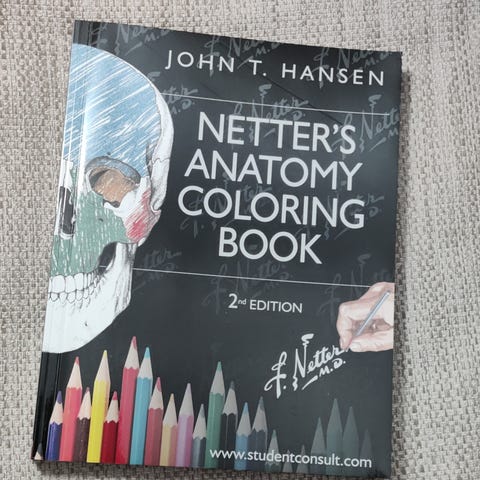 JOHN T. HANSEN
NETTER'S
ANATOMY
COLORING
BOOK
2nd EDITION
f. Netter
M.D.
www.studentconsult.com